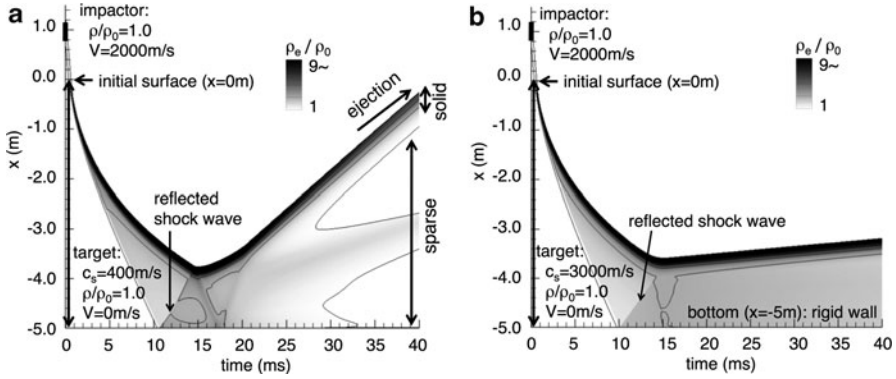 a
impactor:
ρ/ρ₀=1.0
V=2000m/s
ρₑ/ρ₀
9~
1
initial surface (x=0m)
ejection
solid
sparse
reflected
shock wave
target:
cₛ=400m/s
ρ/ρ₀=1.0
V=0m/s
x (m)
1.0
0.0
-1.0
-2.0
-3.0
-4.0
-5.0
0 5 10 15 20 25 30 35 40
time (ms)
b
impactor:
ρ/ρ₀=1.0
V=2000m/s
ρₑ/ρ₀
9~
1
initial surface (x=0m)
reflected shock wave
target:
cₛ=3000m/s
ρ/ρ₀=1.0
V=0m/s
bottom (x=-5m): rigid wall
x (m)
1.0
0.0
-1.0
-2.0
-3.0
-4.0
-5.0
0 5 10 15 20 25 30 35 40
time (ms)